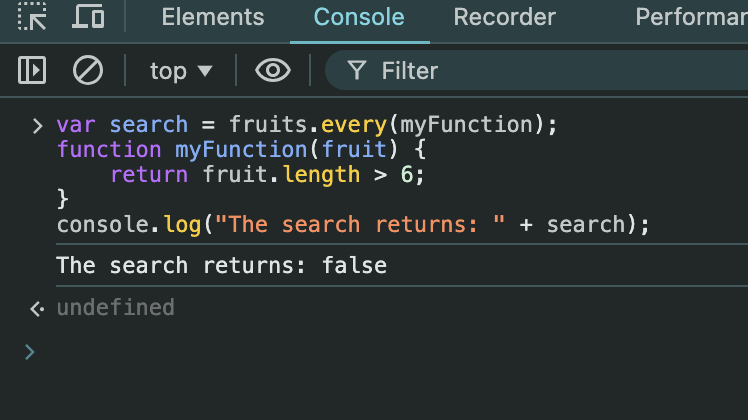 Elements Console Recorder
top Filter
var search = fruits.every(myFunction);
function myFunction(fruit) {
    return fruit.length > 6;
}
console.log("The search returns: " + search);
The search returns: false
undefined